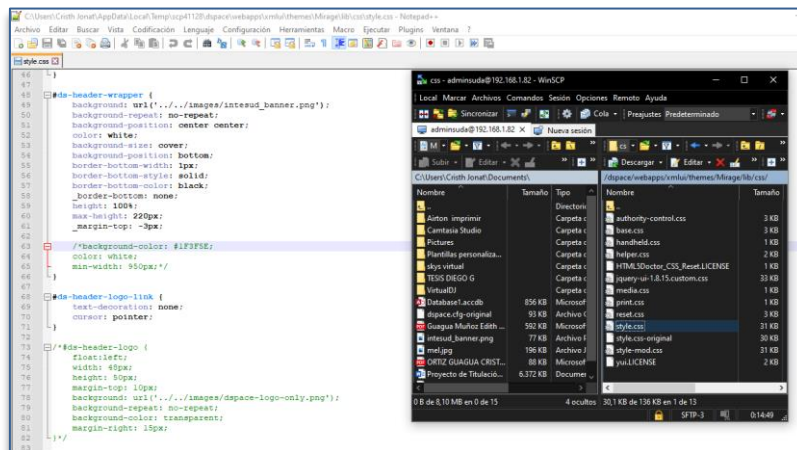 C:\Users\Cristh Jonat\AppData\Local\Temp\scp41128\dspace\webapps\xmlui\themes\Mirage\lib\css\style.css - Notepad++
Archivo Editar Buscar Vista Codificación Lenguaje Configuración Herramientas Macro Ejecutar Plugins Ventana ?
style.css
46 }
47
48 #ds-header-wrapper {
49 background: url('../../images/intesud_banner.png');
50 background-repeat: no-repeat;
51 background-position: center center;
52 color: white;
53 background-size: cover;
54 background-position: bottom;
55 border-bottom-width: 1px;
56 border-bottom-style: solid;
57 border-bottom-color: black;
58 _border-bottom: none;
59 height: 100%;
60 max-height: 220px;
61 _margin-top: -3px;
62
63 /*background-color: #1F3F5E;
64 color: white;
65 min-width: 950px;*/
66 }
67
68 #ds-header-logo-link {
69 text-decoration: none;
70 cursor: pointer;
71 }
72
73 /*#ds-header-logo {
74 float:left;
75 width: 48px;
76 height: 50px;
77 margin-top: 10px;
78 background: url('../../images/dspace-logo-only.png');
79 background-repeat: no-repeat;
80 background-color: transparent;
81 margin-right: 15px;
82 }*/
83
css - adminsuda@192.168.1.82 - WinSCP
Local Marcar Archivos Comandos Sesión Opciones Remoto Ayuda
Sincronizar Cola Preajustes Predeterminado
adminsuda@192.168.1.82 Nueva sesión
Subir Editar Descargar Editar
C:\Users\Cristh Jonat\Documents\ /dspace/webapps/xmlui/themes/Mirage/lib/css/
Nombre Tamaño Tipo
.. Directori
Airton imprimir Carpeta c
Camtasia Studio Carpeta c
Pictures Carpeta c
Plantillas personaliza... Carpeta c
skys virtual Carpeta c
TESIS DIEGO G Carpeta c
VirtualDJ Carpeta c
Database1.accdb 856 KB Microsof
dspace.cfg-original 93 KB Archivo
Guagua Muñoz Edith ... 592 KB Microsof
intesud_banner.png 77 KB Archivo
mel.jpg 196 KB Archivo
ORTIZ GUAGUA CRIST... 88 KB Microsof
Proyecto de Titulació... 6.372 KB Documen
Nombre Tamaño
..
authority-control.css 3 KB
base.css 3 KB
handheld.css 1 KB
helper.css 2 KB
HTML5Doctor_CSS_Reset.LICENSE 1 KB
jquery-ui-1.8.15.custom.css 33 KB
media.css 1 KB
print.css 1 KB
reset.css 3 KB
style.css 31 KB
style.css-original 30 KB
style-mod.css 31 KB
yui.LICENSE 2 KB
0 B de 8,10 MB en 0 de 15 4 ocultos 30,1 KB de 136 KB en 1 de 13
SFTP-3 0:14:49